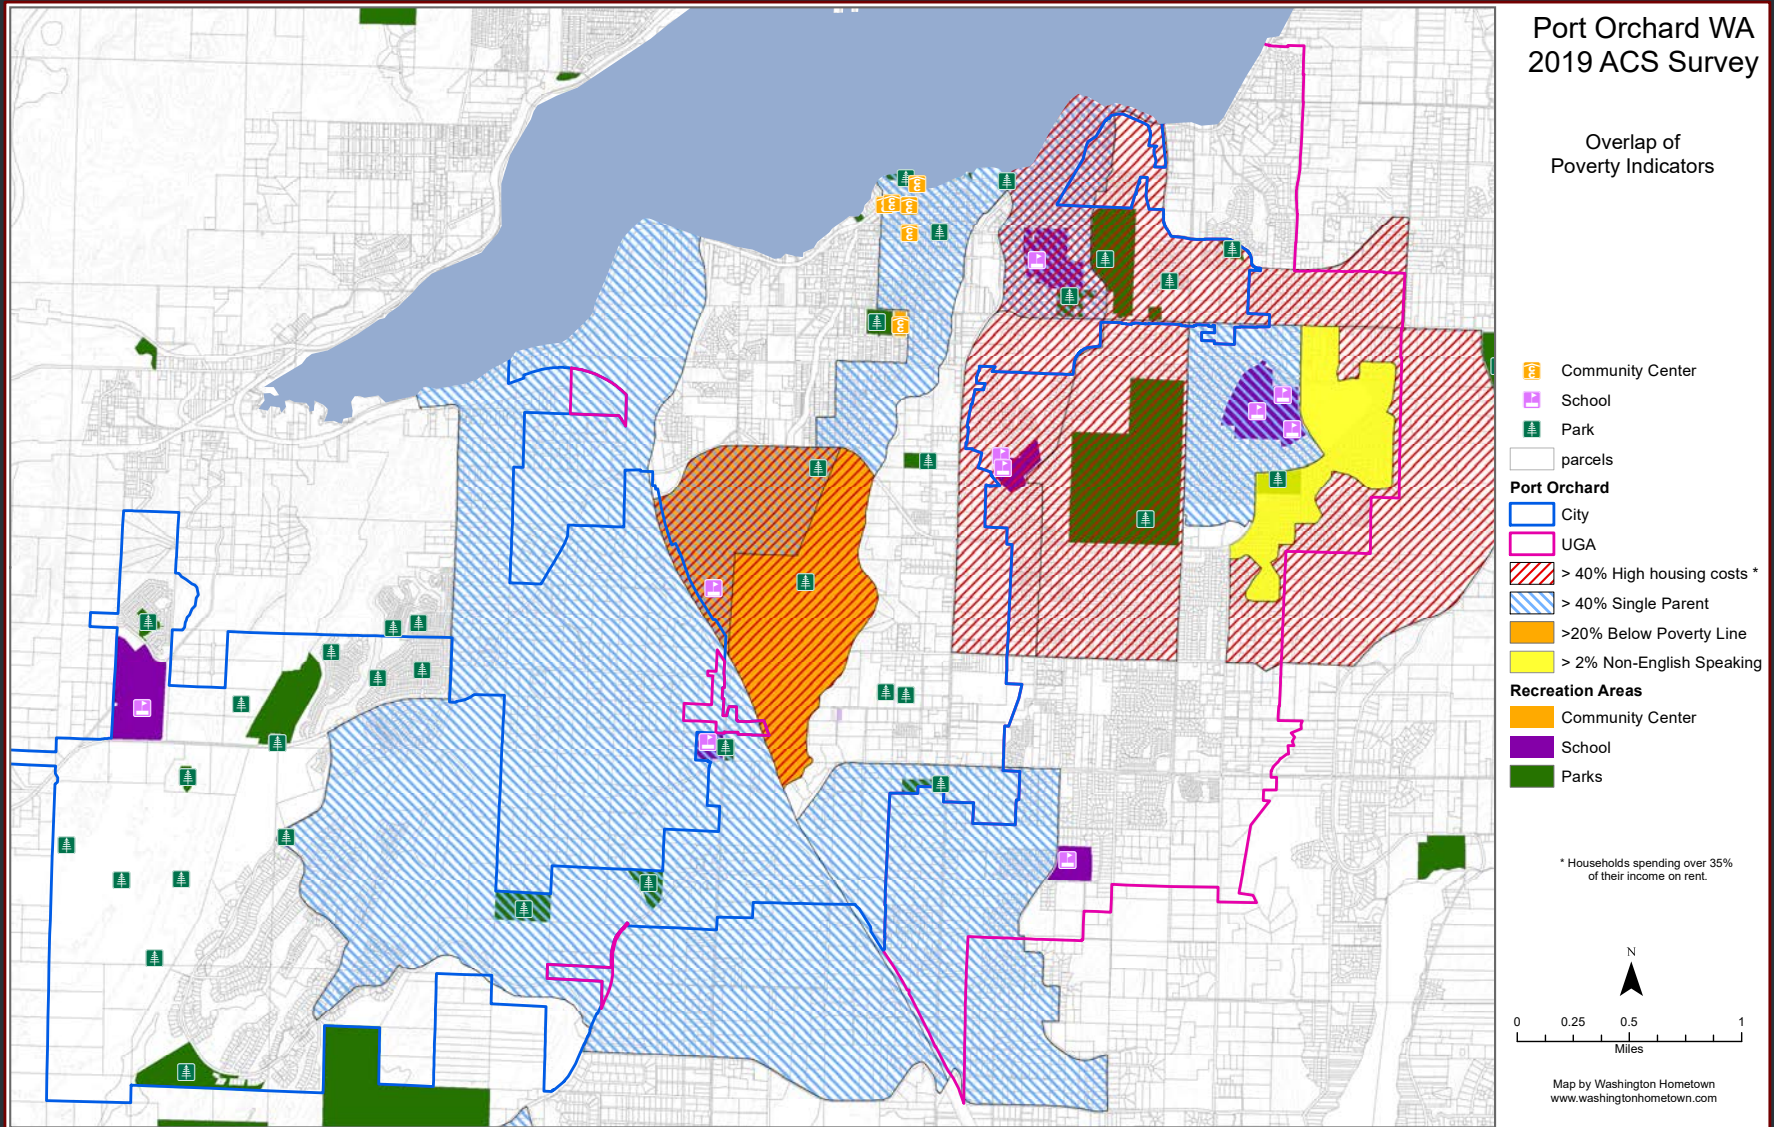 Port Orchard WA
2019 ACS Survey
Overlap of
Poverty Indicators
Community Center
School
Park
parcels
Port Orchard
City
UGA
> 40% High housing costs *
> 40% Single Parent
>20% Below Poverty Line
> 2% Non-English Speaking
Recreation Areas
Community Center
School
Parks
* Households spending over 35%
of their income on rent.
N
0 0.25 0.5 1
Miles
Map by Washington Hometown
www.washingtonhometown.com